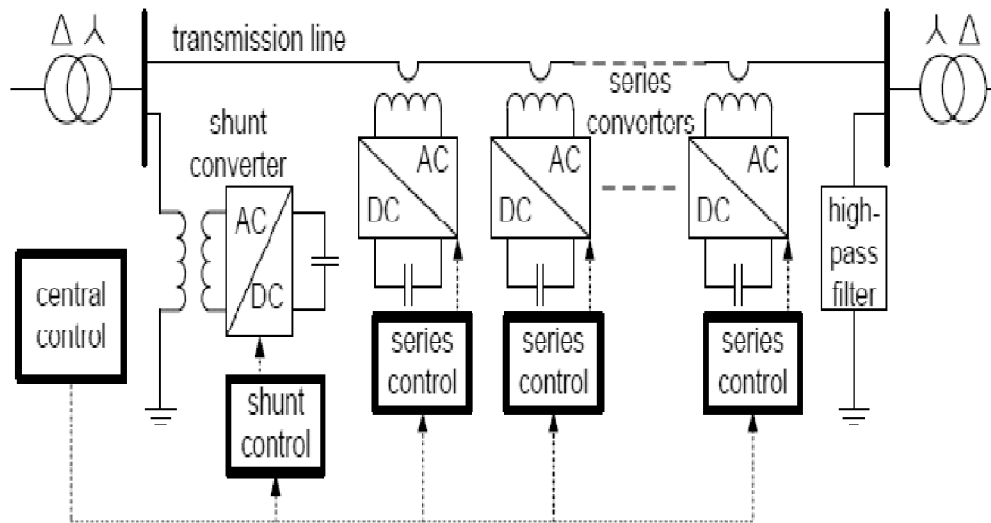 Δ Y
transmission line
Y Δ
series
convertors
shunt
converter
AC
DC
AC
DC
AC
DC
AC
DC
high-
pass
filter
central
control
series
control
series
control
series
control
shunt
control